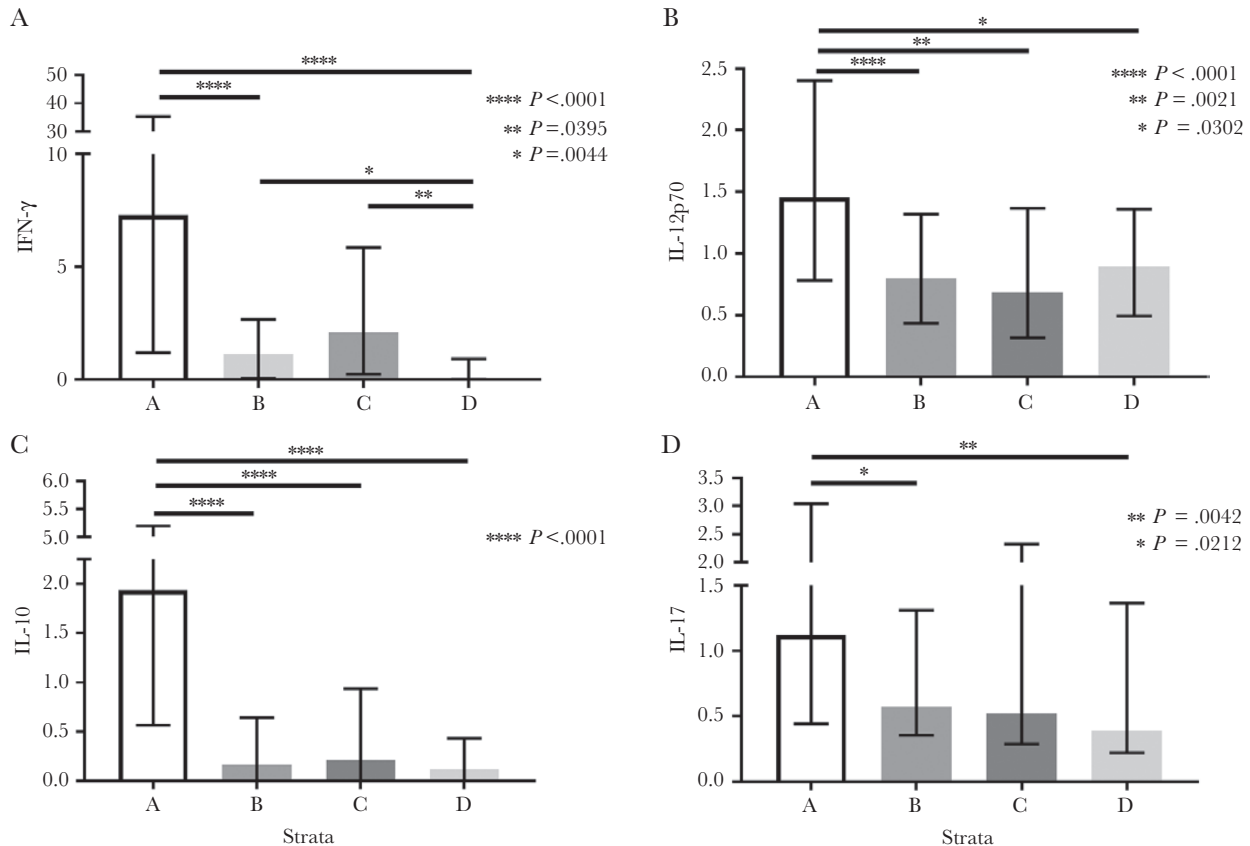 A
****
****
**** P <.0001
** P =.0395
* P =.0044
*
**
50
40
30
10
5
0
IFN-γ
A B C D
B
*
**
****
**** P < .0001
** P = .0021
* P = .0302
2.5
2.0
1.5
1.0
0.5
0.0
IL-12p70
A B C D
C
****
****
****
**** P <.0001
6.0
5.5
5.0
2.0
1.5
1.0
0.5
0.0
IL-10
A B C D
Strata
D
**
*
** P = .0042
* P = .0212
3.5
3.0
2.5
2.0
1.5
1.0
0.5
0.0
IL-17
A B C D
Strata